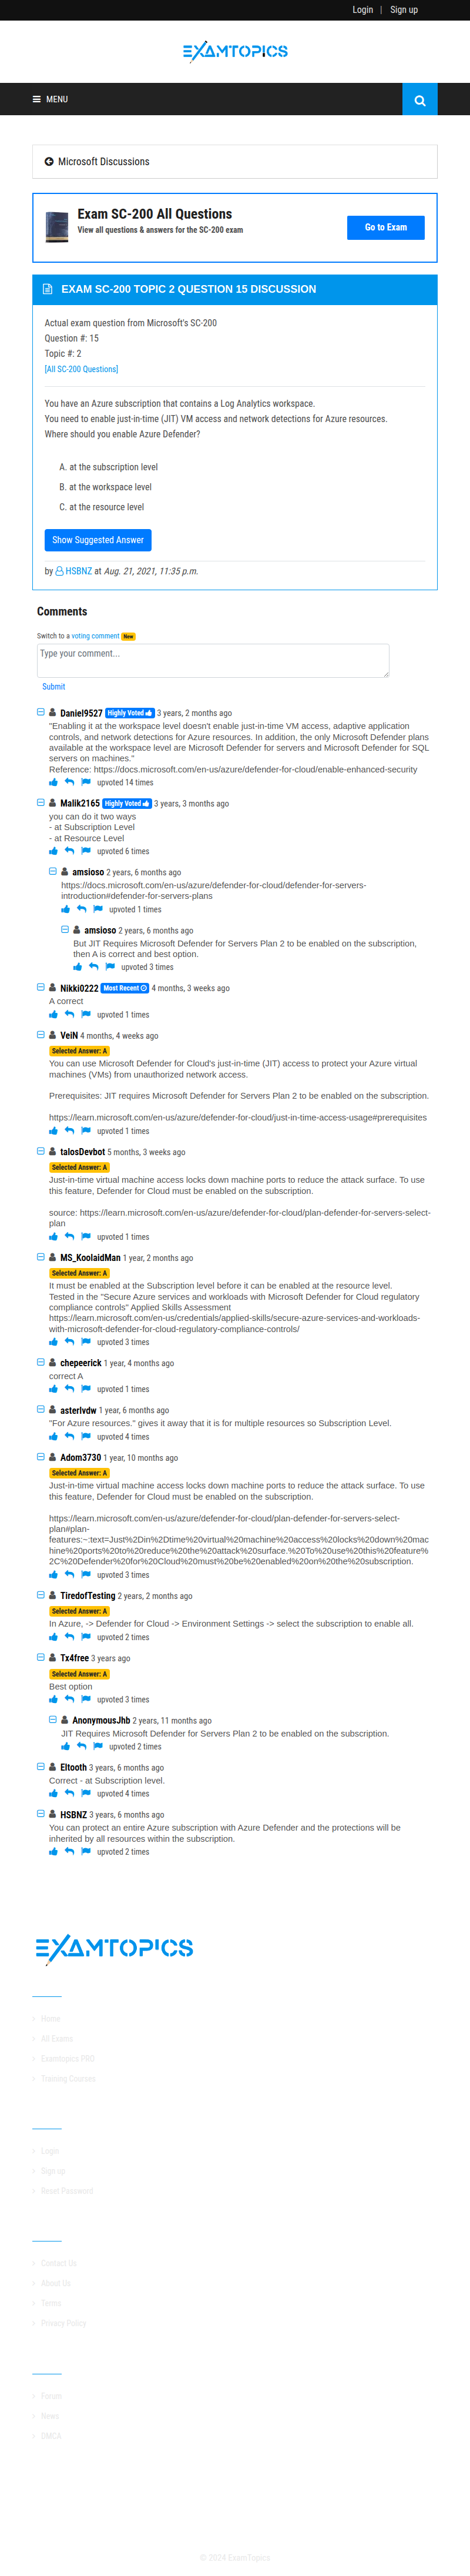 Login | Sign up
EXAMTOPICS
MENU
Microsoft Discussions
Exam SC-200 All Questions
View all questions & answers for the SC-200 exam
Go to Exam
EXAM SC-200 TOPIC 2 QUESTION 15 DISCUSSION
Actual exam question from Microsoft's SC-200
Question #: 15
Topic #: 2
[All SC-200 Questions]
You have an Azure subscription that contains a Log Analytics workspace.
You need to enable just-in-time (JIT) VM access and network detections for Azure resources.
Where should you enable Azure Defender?
A. at the subscription level
B. at the workspace level
C. at the resource level
Show Suggested Answer
by HSBNZ at Aug. 21, 2021, 11:35 p.m.
Comments
Switch to a voting comment New
Type your comment...
Submit
Daniel9527 Highly Voted 3 years, 2 months ago
"Enabling it at the workspace level doesn't enable just-in-time VM access, adaptive application
controls, and network detections for Azure resources. In addition, the only Microsoft Defender plans
available at the workspace level are Microsoft Defender for servers and Microsoft Defender for SQL
servers on machines."
Reference: https://docs.microsoft.com/en-us/azure/defender-for-cloud/enable-enhanced-security
upvoted 14 times
Malik2165 Highly Voted 3 years, 3 months ago
you can do it two ways
- at Subscription Level
- at Resource Level
upvoted 6 times
amsioso 2 years, 6 months ago
https://docs.microsoft.com/en-us/azure/defender-for-cloud/defender-for-servers-
introduction#defender-for-servers-plans
upvoted 1 times
amsioso 2 years, 6 months ago
But JIT Requires Microsoft Defender for Servers Plan 2 to be enabled on the subscription,
then A is correct and best option.
upvoted 3 times
Nikki0222 Most Recent 4 months, 3 weeks ago
A correct
upvoted 1 times
VeiN 4 months, 4 weeks ago
Selected Answer: A
You can use Microsoft Defender for Cloud's just-in-time (JIT) access to protect your Azure virtual
machines (VMs) from unauthorized network access.
Prerequisites: JIT requires Microsoft Defender for Servers Plan 2 to be enabled on the subscription.
https://learn.microsoft.com/en-us/azure/defender-for-cloud/just-in-time-access-usage#prerequisites
upvoted 1 times
talosDevbot 5 months, 3 weeks ago
Selected Answer: A
Just-in-time virtual machine access locks down machine ports to reduce the attack surface. To use
this feature, Defender for Cloud must be enabled on the subscription.
source: https://learn.microsoft.com/en-us/azure/defender-for-cloud/plan-defender-for-servers-select-
plan
upvoted 1 times
MS_KoolaidMan 1 year, 2 months ago
Selected Answer: A
It must be enabled at the Subscription level before it can be enabled at the resource level.
Tested in the "Secure Azure services and workloads with Microsoft Defender for Cloud regulatory
compliance controls" Applied Skills Assessment
https://learn.microsoft.com/en-us/credentials/applied-skills/secure-azure-services-and-workloads-
with-microsoft-defender-for-cloud-regulatory-compliance-controls/
upvoted 3 times
chepeerick 1 year, 4 months ago
correct A
upvoted 1 times
asterlvdw 1 year, 6 months ago
"For Azure resources." gives it away that it is for multiple resources so Subscription Level.
upvoted 4 times
Adom3730 1 year, 10 months ago
Selected Answer: A
Just-in-time virtual machine access locks down machine ports to reduce the attack surface. To use
this feature, Defender for Cloud must be enabled on the subscription.
https://learn.microsoft.com/en-us/azure/defender-for-cloud/plan-defender-for-servers-select-
plan#plan-
features:~:text=Just%2Din%2Dtime%20virtual%20machine%20access%20locks%20down%20mac
hine%20ports%20to%20reduce%20the%20attack%20surface.%20To%20use%20this%20feature%
2C%20Defender%20for%20Cloud%20must%20be%20enabled%20on%20the%20subscription.
upvoted 3 times
TiredofTesting 2 years, 2 months ago
Selected Answer: A
In Azure, -> Defender for Cloud -> Environment Settings -> select the subscription to enable all.
upvoted 2 times
Tx4free 3 years ago
Selected Answer: A
Best option
upvoted 3 times
AnonymousJhb 2 years, 11 months ago
JIT Requires Microsoft Defender for Servers Plan 2 to be enabled on the subscription.
upvoted 2 times
Eltooth 3 years, 6 months ago
Correct - at Subscription level.
upvoted 4 times
HSBNZ 3 years, 6 months ago
You can protect an entire Azure subscription with Azure Defender and the protections will be
inherited by all resources within the subscription.
upvoted 2 times
EXAMTOPICS
Home
All Exams
Examtopics PRO
Training Courses
Login
Sign up
Reset Password
Contact Us
About Us
Terms
Privacy Policy
Forum
News
DMCA
© 2024 ExamTopics